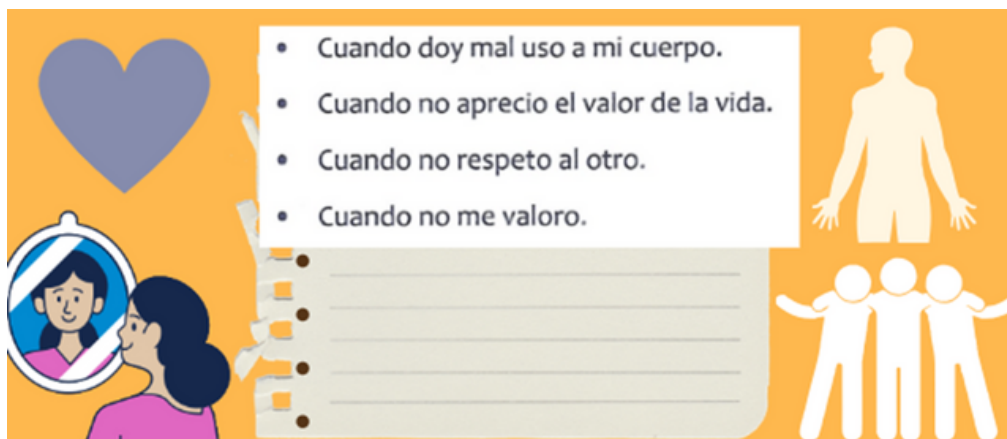 • Cuando doy mal uso a mi cuerpo.
• Cuando no aprecio el valor de la vida.
• Cuando no respeto al otro.
• Cuando no me valoro.